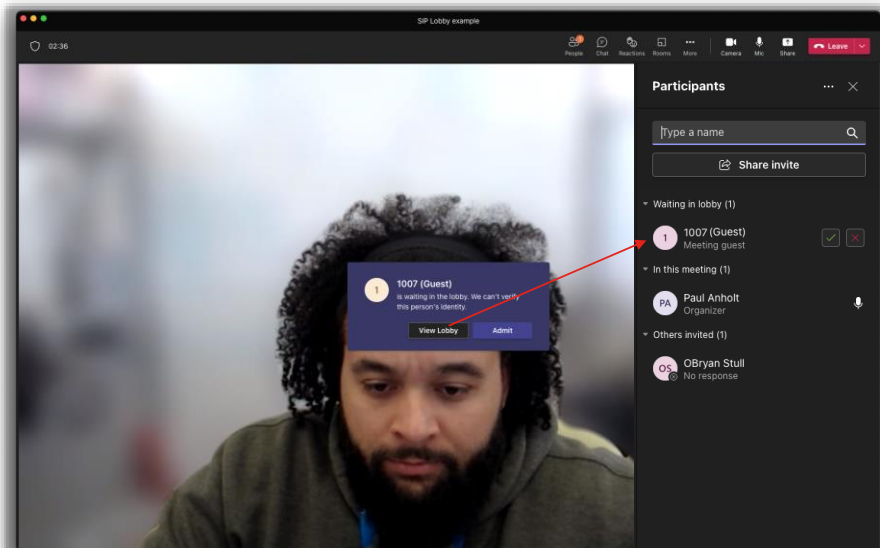 SIP Lobby example
02:36
1
People
Chat
Reactions
Rooms
More
Camera
Mic
Share
Leave
Participants
Type a name
Share invite
Waiting in lobby (1)
1
1007 (Guest)
Meeting guest
In this meeting (1)
PA
Paul Anholt
Organizer
Others invited (1)
OS
OBryan Stull
No response
1
1007 (Guest)
is waiting in the lobby. We can't verify
this person's identity.
View Lobby
Admit